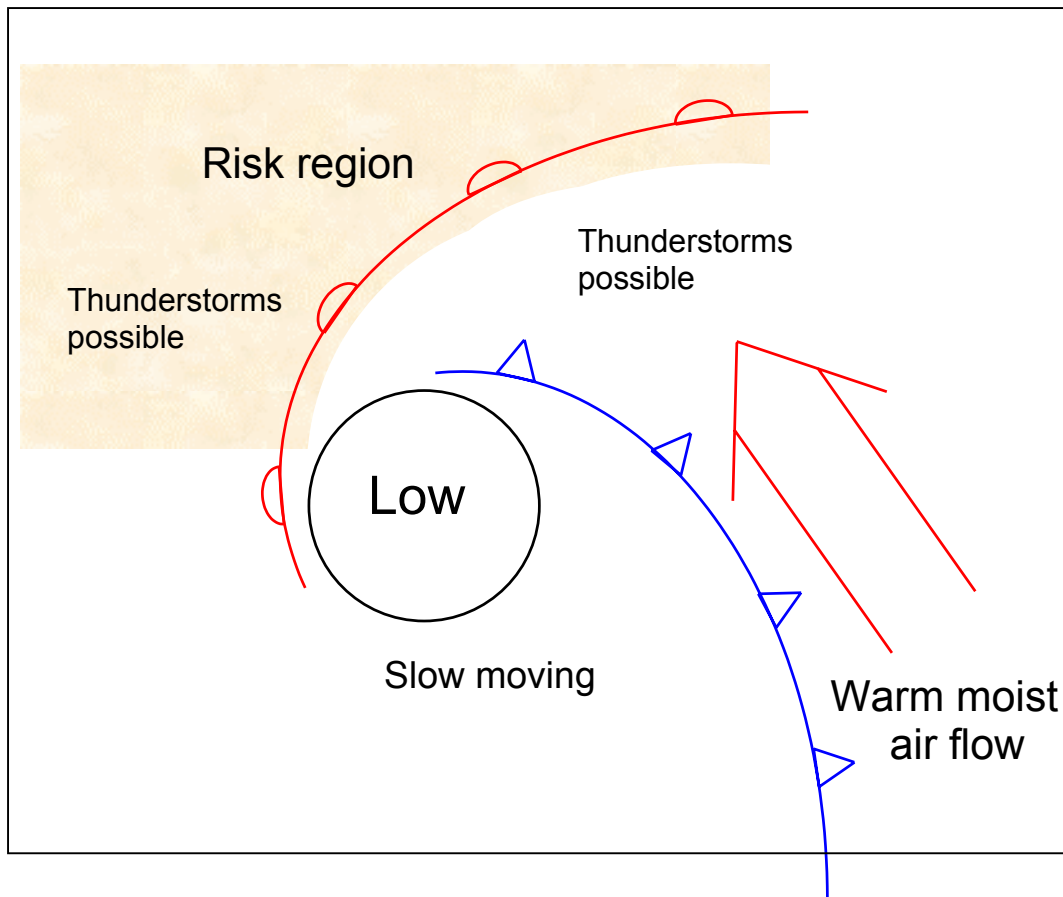 Risk region
Thunderstorms
possible
Thunderstorms
possible
Low
Slow moving
Warm moist
air flow